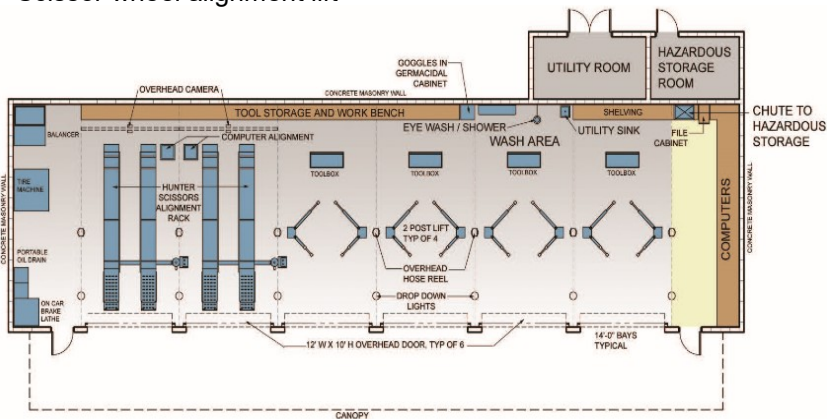 Scissor wheel alignment lift
UTILITY ROOM
HAZARDOUS
STORAGE
ROOM
GOGGLES IN
GERMACIDAL
CABINET
OVERHEAD CAMERA
CONCRETE MASONRY WALL
TOOL STORAGE AND WORK BENCH
SHELVING
CHUTE TO
HAZARDOUS
STORAGE
EYE WASH / SHOWER
UTILITY SINK
FILE
CABINET
WASH AREA
BALANCER
COMPUTER ALIGNMENT
TOOLBOX
TOOLBOX
TOOLBOX
TOOLBOX
TIRE
MACHINE
HUNTER
SCISSORS
ALIGNMENT
RACK
CONCRETE MASONRY WALL
CONCRETE MASONRY WALL
COMPUTERS
2 POST LIFT
TYP OF 4
PORTABLE
OIL DRAIN
OVERHEAD
HOSE REEL
ON CAR
BRAKE
LATHE
DROP DOWN
LIGHTS
12' W X 10' H OVERHEAD DOOR, TYP OF 6
14'-0" BAYS
TYPICAL
CANOPY